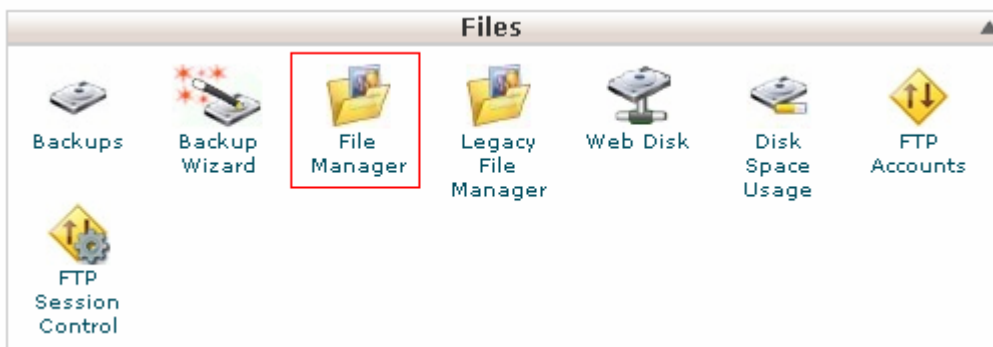 Files
Backups
Backup
Wizard
File
Manager
Legacy
File
Manager
Web Disk
Disk
Space
Usage
FTP
Accounts
FTP
Session
Control